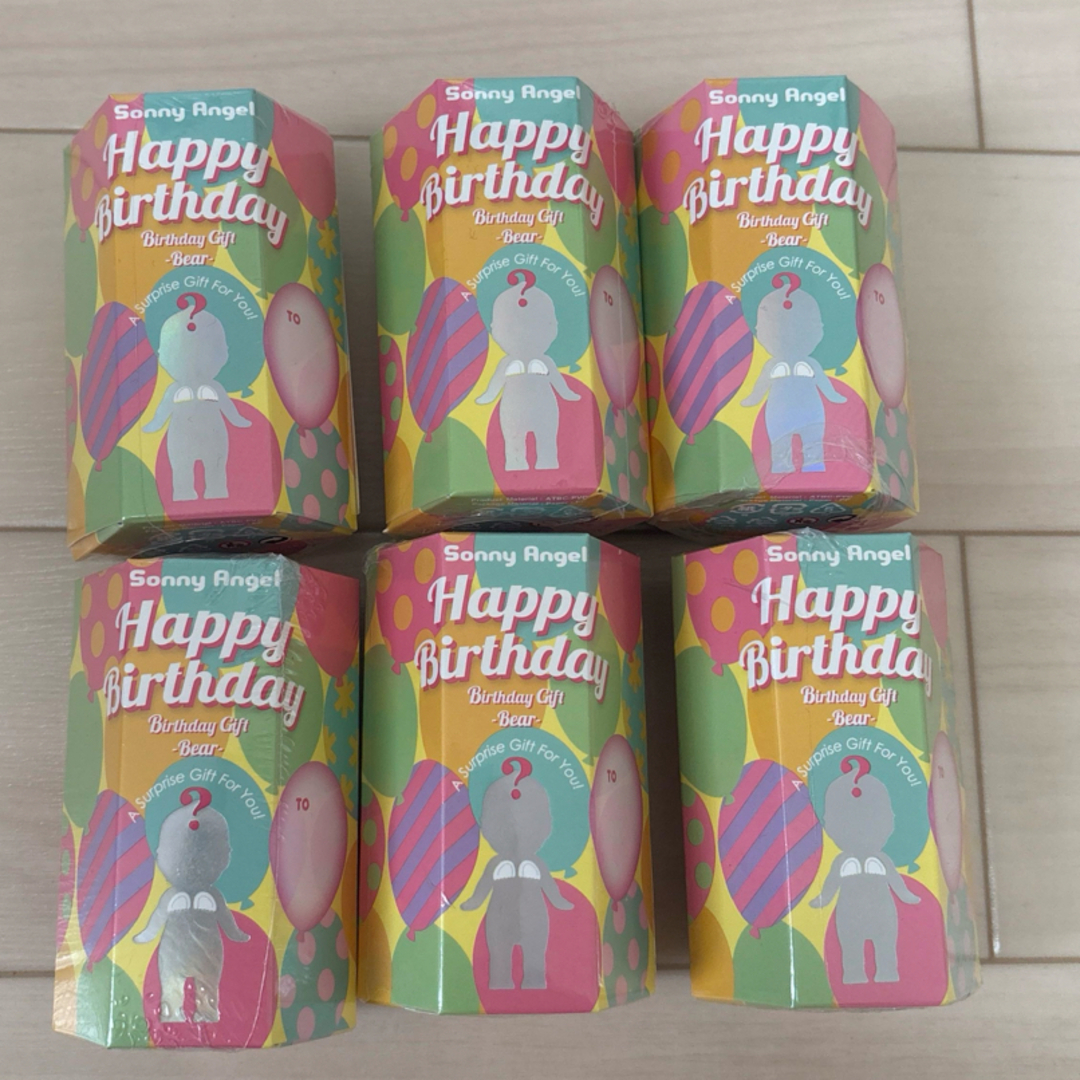 Sonny Angel
Happy
Birthday
Birthday Gift
-Bear-
A Surprise Gift For You!
?
TO
Sonny Angel
Happy
Birthday
Birthday Gift
-Bear-
A Surprise Gift For You!
?
TO
Sonny Angel
Happy
Birthday
Birthday Gift
-Bear-
A Surprise Gift For You!
?
TO
Sonny Angel
Happy
Birthday
Birthday Gift
-Bear-
A Surprise Gift For You!
?
TO
Sonny Angel
Happy
Birthday
Birthday Gift
-Bear-
A Surprise Gift For You!
?
TO
Sonny Angel
Happy
Birthday
Birthday Gift
-Bear-
A Surprise Gift For You!
?
TO